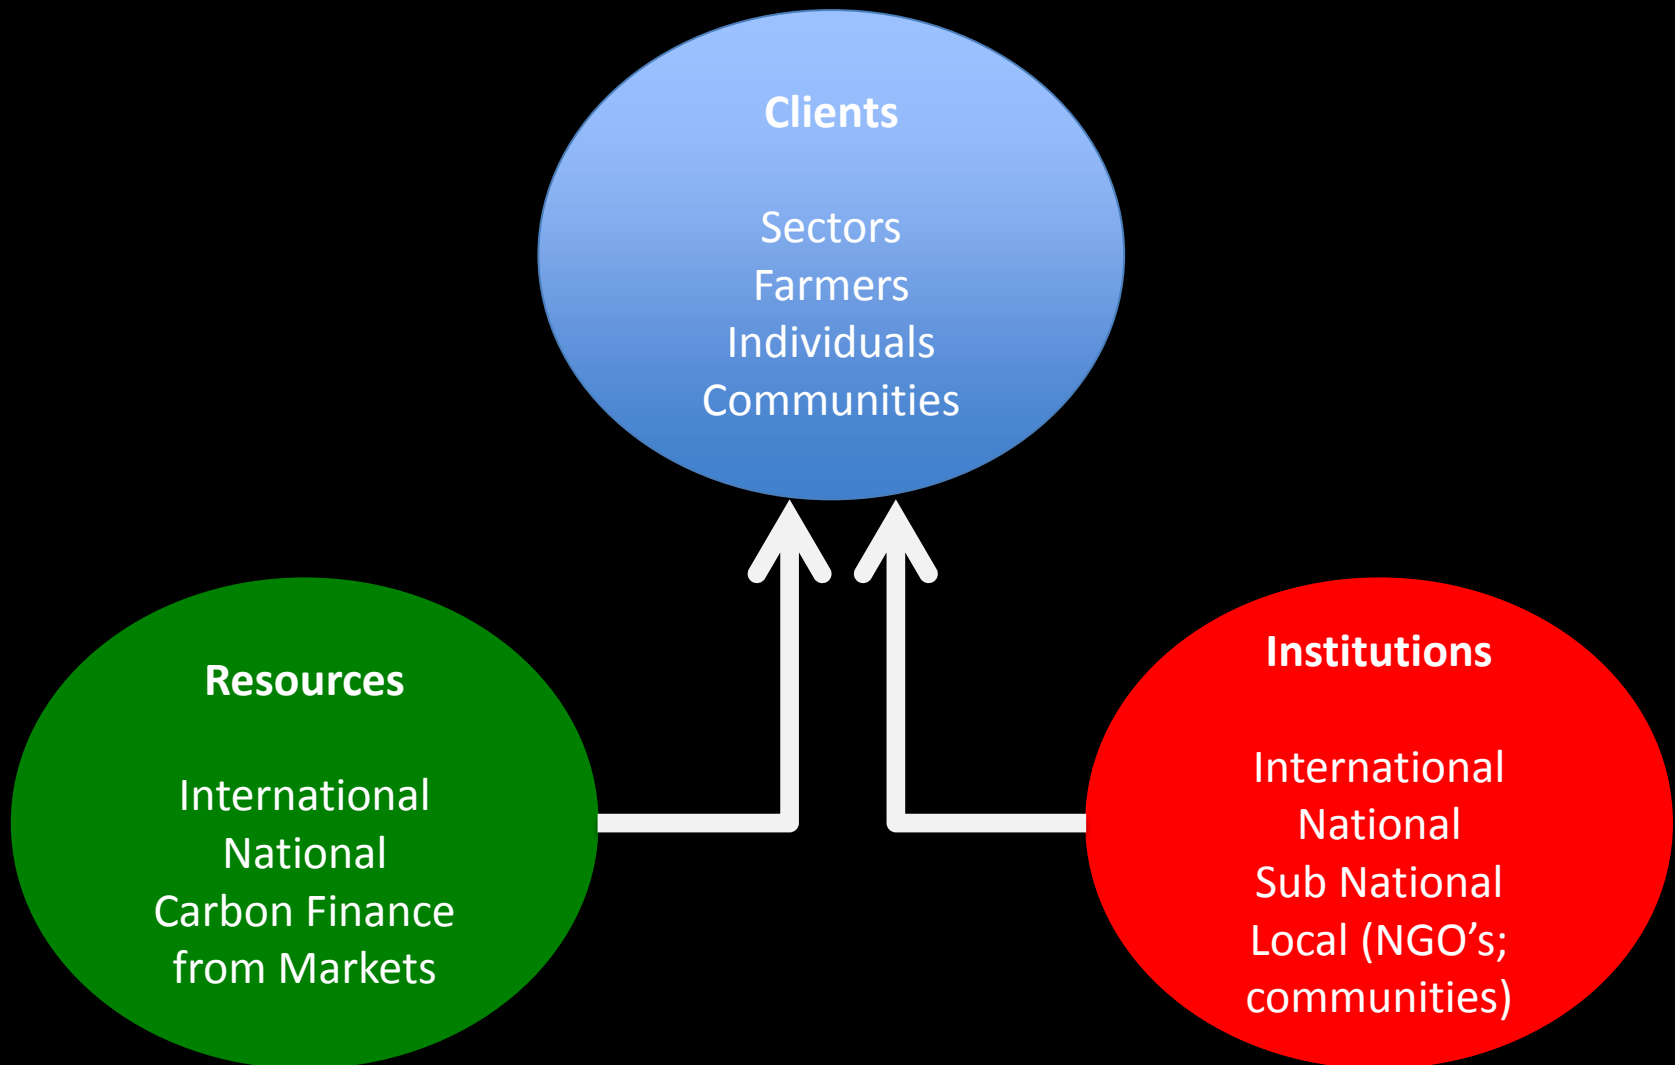 Clients
Sectors
Farmers
Individuals
Communities
Resources
International
National
Carbon Finance
from Markets
Institutions
International
National
Sub National
Local (NGO’s;
communities)